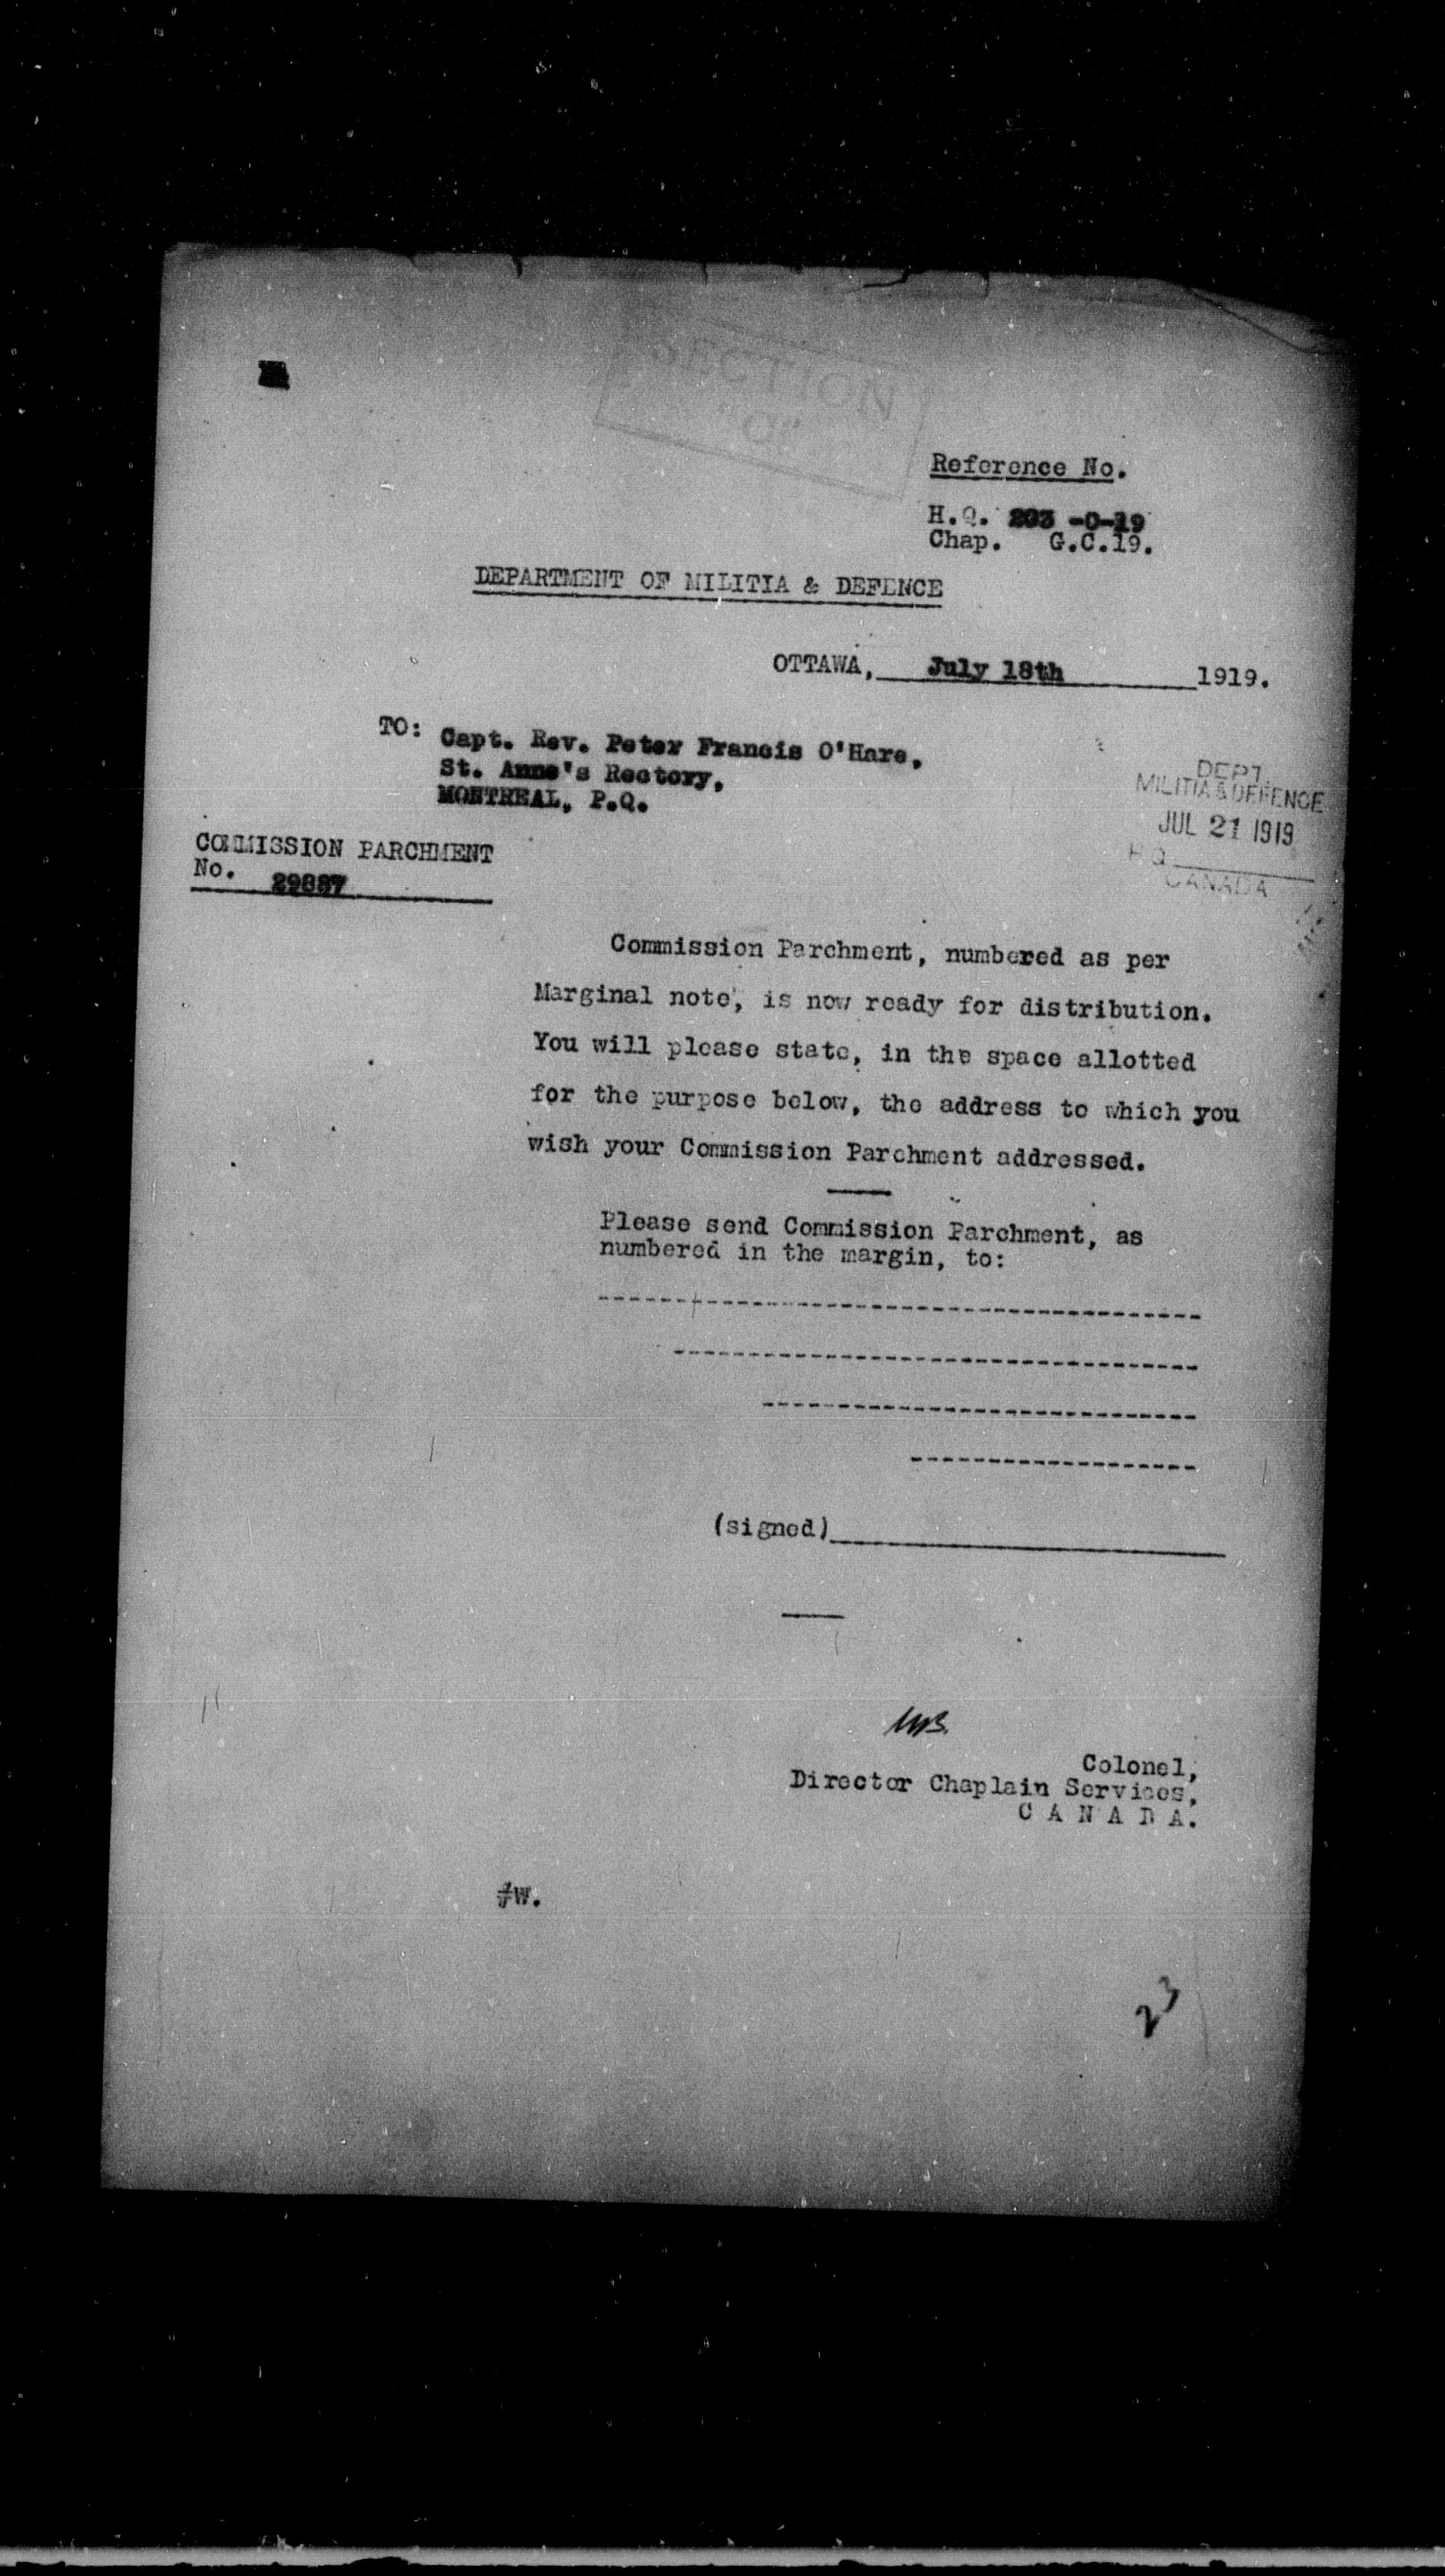 SECTION
Reference No.
H.Q. 203 -O-19
Chap. G.C.19.
DEPARTMENT OF MILITIA & DEFENCE
OTTAWA, July 18th 1919.
TO: Capt. Rev. Peter Francis O'Hare,
St. Anne's Rectory,
MONTREAL, P.Q.
DEPT.
MILITIA & DEFENCE
JUL 21 1919
H Q
CANADA
COMMISSION PARCHMENT
No. 29887
Commission Parchment, numbered as per
Marginal note, is now ready for distribution.
You will please state, in the space allotted
for the purpose below, the address to which you
wish your Commission Parchment addressed.
Please send Commission Parchment, as
numbered in the margin, to:
(signed)
Colonel,
Director Chaplain Services,
C A N A D A.
#W.
23